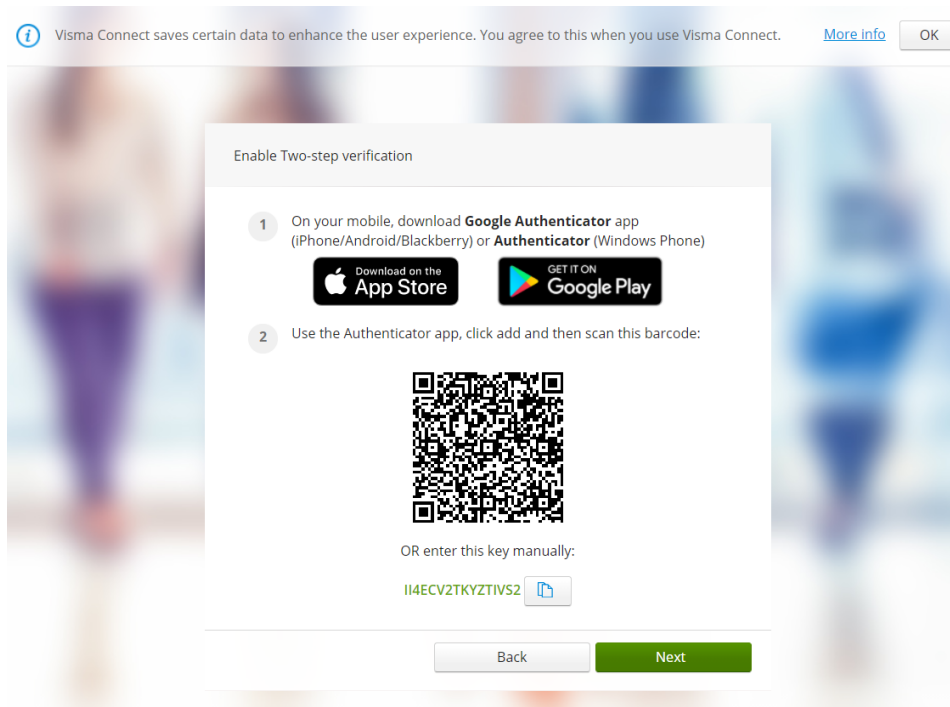 Visma Connect saves certain data to enhance the user experience. You agree to this when you use Visma Connect. More info OK
Enable Two-step verification
1 On your mobile, download Google Authenticator app
(iPhone/Android/Blackberry) or Authenticator (Windows Phone)
Download on the
App Store
GET IT ON
Google Play
2 Use the Authenticator app, click add and then scan this barcode:
OR enter this key manually:
II4ECV2TKYZTIVS2
Back Next